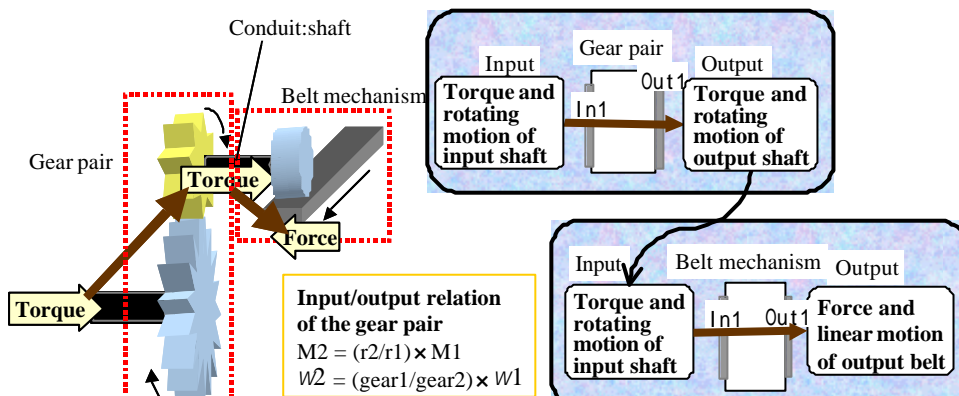 Conduit:shaft
Belt mechanism
Gear pair
Torque
Force
Torque
Input/output relation
of the gear pair
M2 = (r2/r1) × M1
W2 = (gear1/gear2) × W1
Gear pair
Input
Output
Torque and
rotating
motion of
input shaft
In1
Out1
Torque and
rotating
motion of
output shaft
Input
Belt mechanism
Output
Torque and
rotating
motion of
input shaft
In1
Out1
Force and
linear motion
of output belt